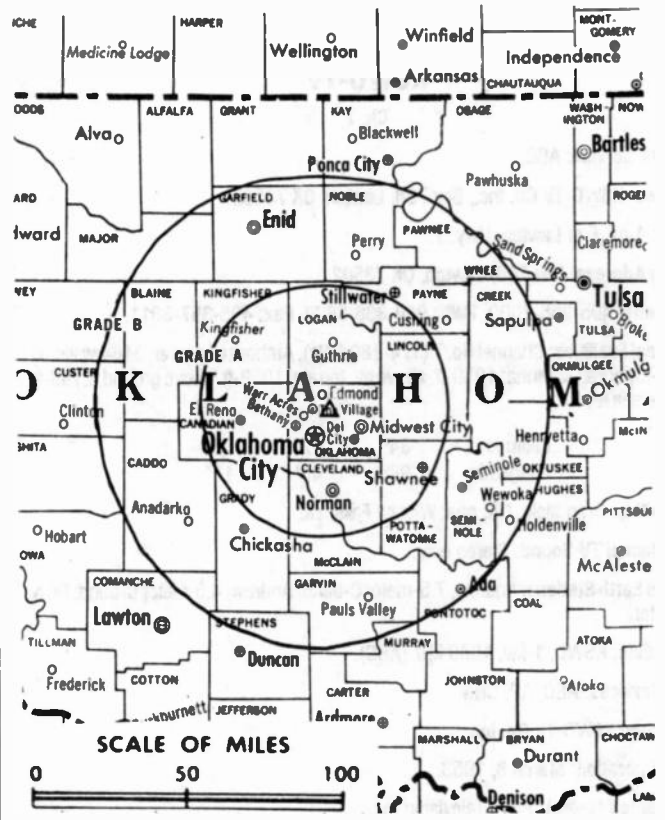 HARPER
MONT-
GOMERY
Medicine Lodge
Wellington
Winfield
Independence
Arkansas
CHAUTAUQUA
ALFALFA
GRANT
KAY
OSAGE
WASH-
INGTON
Alva
Blackwell
Bartles
Ponca City
Pawhuska
GARFIELD
NOBLE
Enid
PAWNEE
MAJOR
Perry
Sand Springs
Claremore
WNEE
BLAINE
KINGFISHER
Stillwater
PAYNE
CREEK
Tulsa
GRADE B
Kingfisher
LOGAN
Cushing
Sapulpa
TULSA
GRADE
Guthrie
LINCOLN
OKMULGEE
CUSTER
O K L A H O M
Okmulg
Warr Acres
Edmond
Clinton
El Reno
Bethany
Village
CANADIAN
Del
City
Midwest City
Oklahoma
City
OKLAHOMA
Henryetta
CADDO
CLEVELAND
Shawnee
Seminole
OKFUSKEE
Norman
HUGHES
Wewoka
Anadarko
GRADY
SEMI-
NOLE
Holdenville
Hobart
POTTA-
WATOMIE
Chickasha
McCLAIN
McAleste
COMANCHE
GARVIN
Ada
Lawton
Pauls Valley
PONTOTOC
COAL
STEPHENS
TILLMAN
MURRAY
ATOKA
Duncan
Frederick
COTTON
JOHNSTON
Atoka
CARTER
JEFFERSON
Ardmore
MARSHALL
BRYAN
CHOCTAW
SCALE OF MILES
Durant
0 50 100
Denison